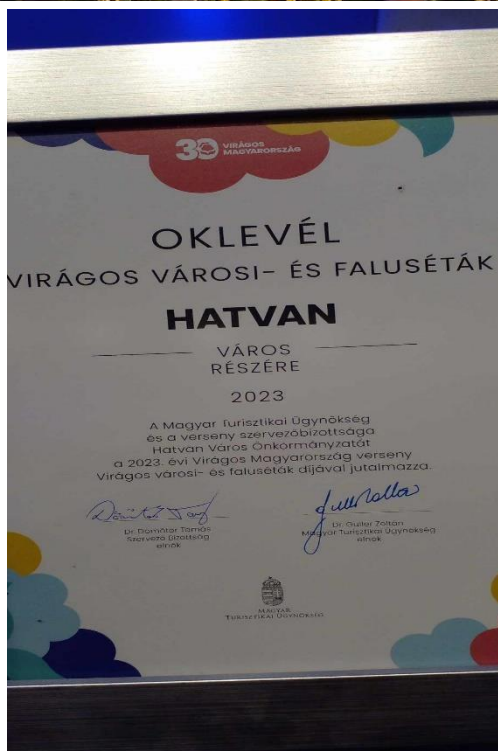 30 VIRÁGOS
MAGYARORSZÁG
OKLEVÉL
VIRÁGOS VÁROSI- ÉS FALUSÉTÁK
HATVAN
VÁROS
RÉSZÉRE
2023
A Magyar Turisztikai Ügynökség
és a verseny szervezőbizottsága
Hatvan Város Önkormányzatát
a 2023. évi Virágos Magyarország verseny
Virágos városi- és faluséták díjával jutalmazza.
Dr. Dömötör Tamás
Szervező Bizottság
elnök
Dr. Guller Zoltán
Magyar Turisztikai Ügynökség
elnök
MAGYAR
TURISZTIKAI ÜGYNÖKSÉG